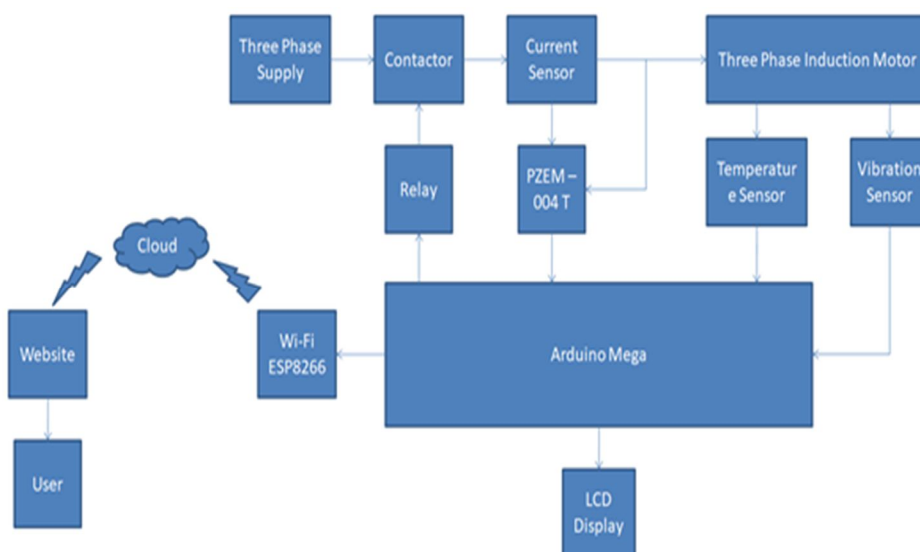 Three Phase
Supply
Contactor
Current
Sensor
Three Phase Induction Motor
Relay
PZEM –
004 T
Temperatur
e Sensor
Vibration
Sensor
Cloud
Website
Wi-Fi
ESP8266
Arduino Mega
User
LCD
Display